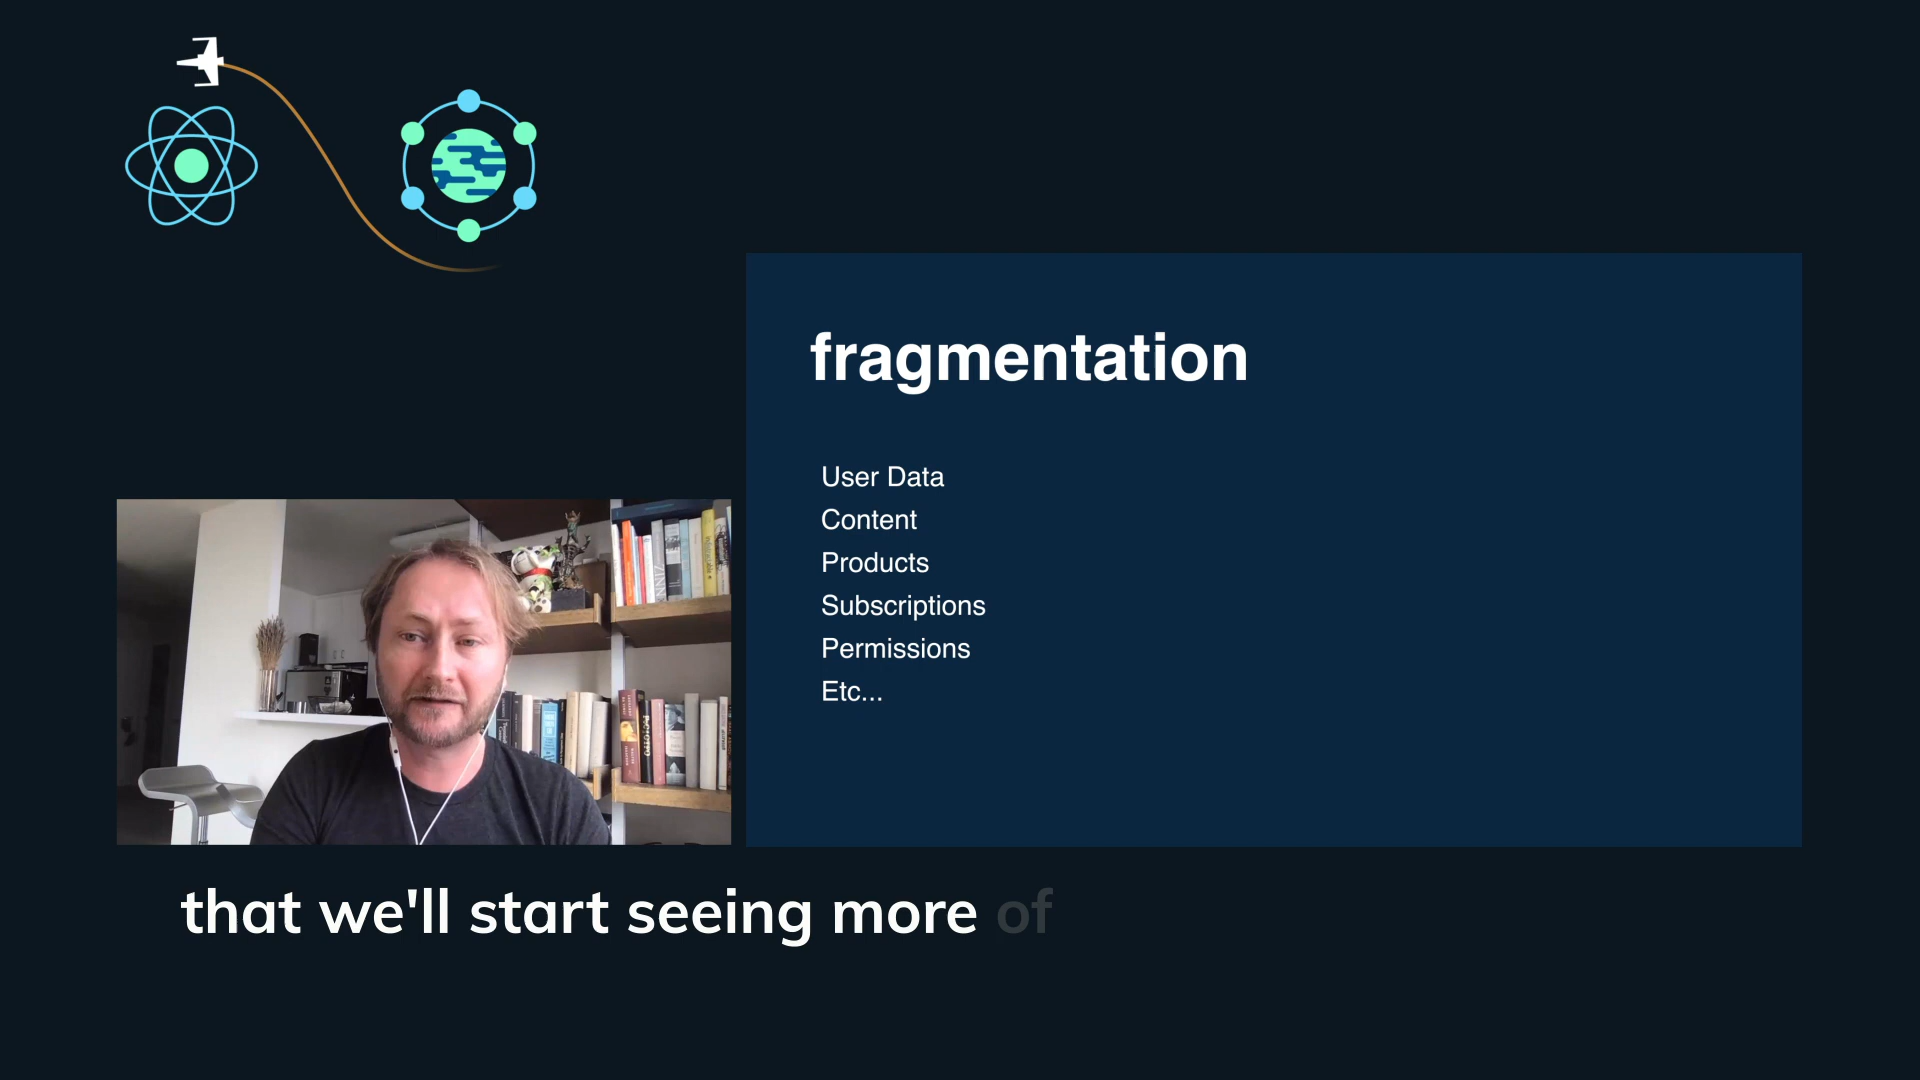 fragmentation
User Data
Content
Products
Subscriptions
Permissions
Etc...
that we'll start seeing more of